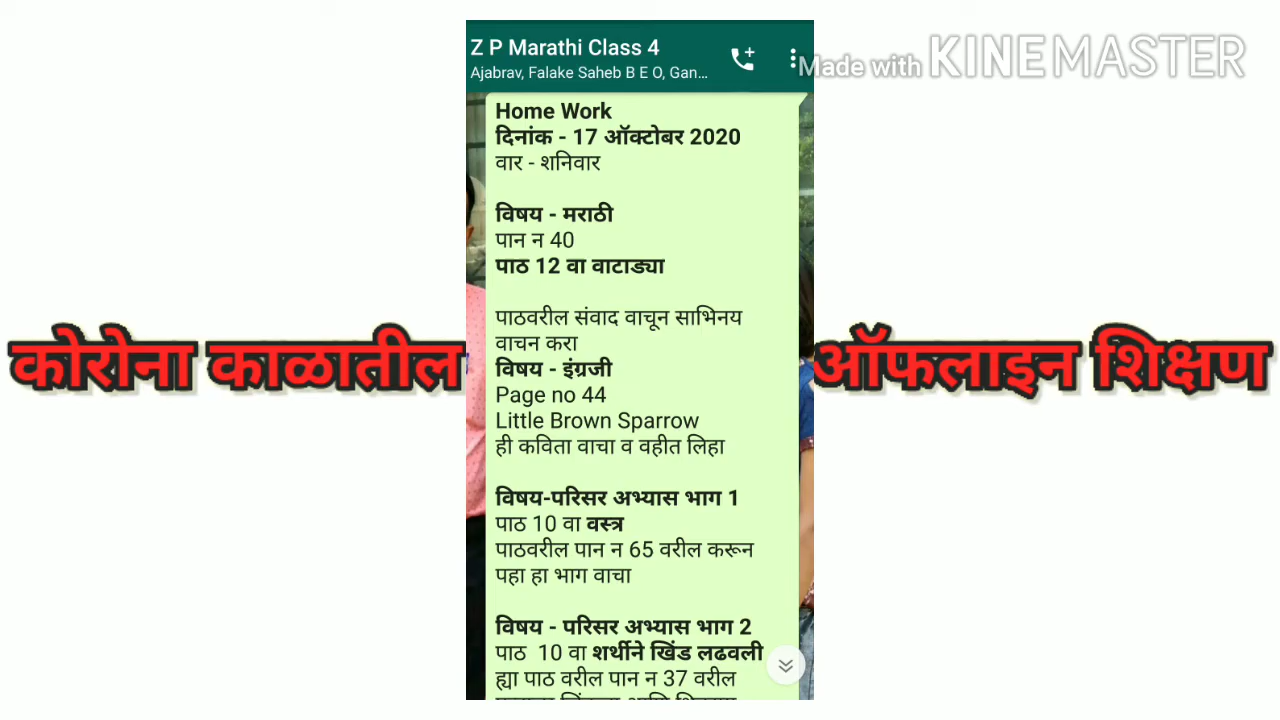 Z P Marathi Class 4
Ajabrav, Falake Saheb B E O, Gan...
Made with KINEMASTER
Home Work
दिनांक - 17 ऑक्टोबर 2020
वार - शनिवार
विषय - मराठी
पान न 40
पाठ 12 वा वाटाड्या
पाठवरील संवाद वाचून साभिनय
वाचन करा
विषय - इंग्रजी
Page no 44
Little Brown Sparrow
ही कविता वाचा व वहीत लिहा
कोरोना काळातील ऑफलाइन शिक्षण
विषय-परिसर अभ्यास भाग 1
पाठ 10 वा वस्त्र
पाठवरील पान न 65 वरील करून
पहा हा भाग वाचा
विषय - परिसर अभ्यास भाग 2
पाठ 10 वा शर्थीने खिंड लढवली
ह्या पाठ वरील पान न 37 वरील